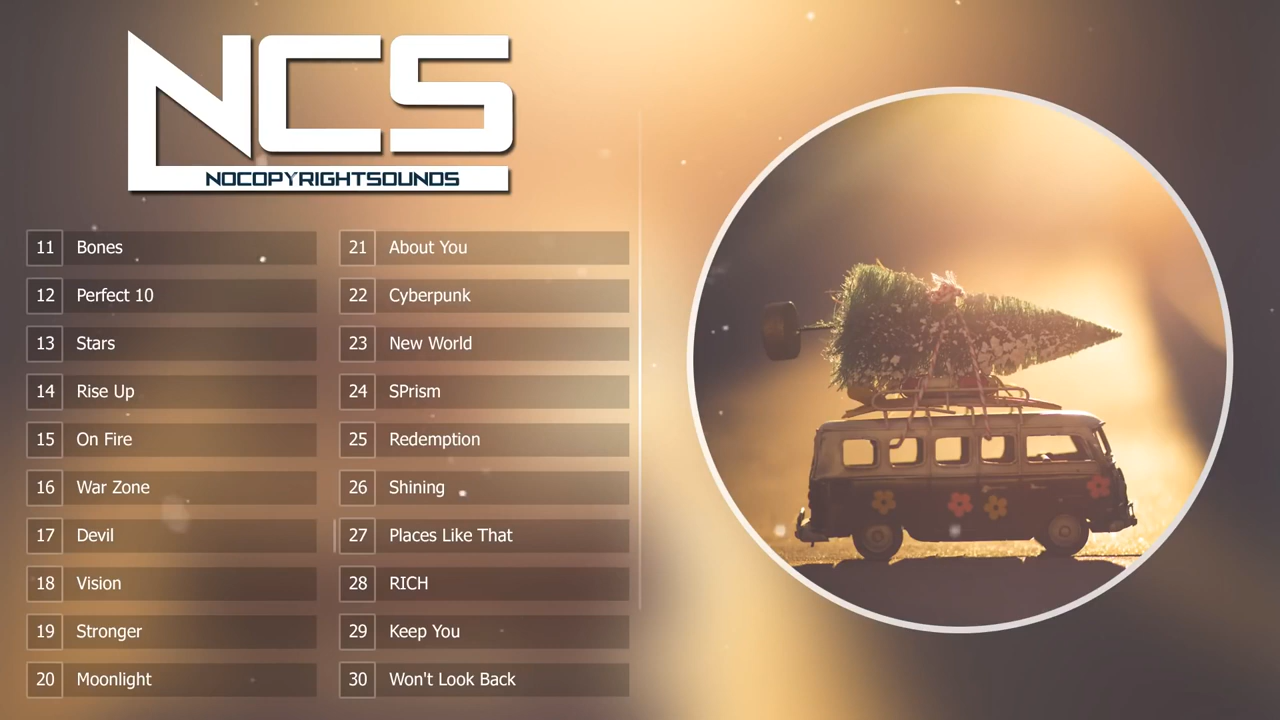 NCS
NOCOPYRIGHTSOUNDS
11 Bones
12 Perfect 10
13 Stars
14 Rise Up
15 On Fire
16 War Zone
17 Devil
18 Vision
19 Stronger
20 Moonlight
21 About You
22 Cyberpunk
23 New World
24 SPrism
25 Redemption
26 Shining
27 Places Like That
28 RICH
29 Keep You
30 Won't Look Back